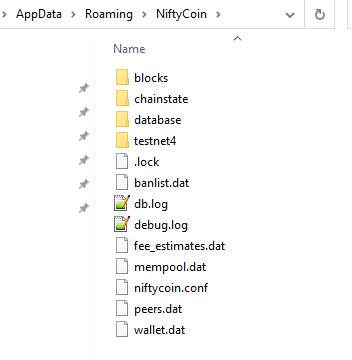 AppData > Roaming > NiftyCoin >
Name
blocks
chainstate
database
testnet4
.lock
banlist.dat
db.log
debug.log
fee_estimates.dat
mempool.dat
niftycoin.conf
peers.dat
wallet.dat